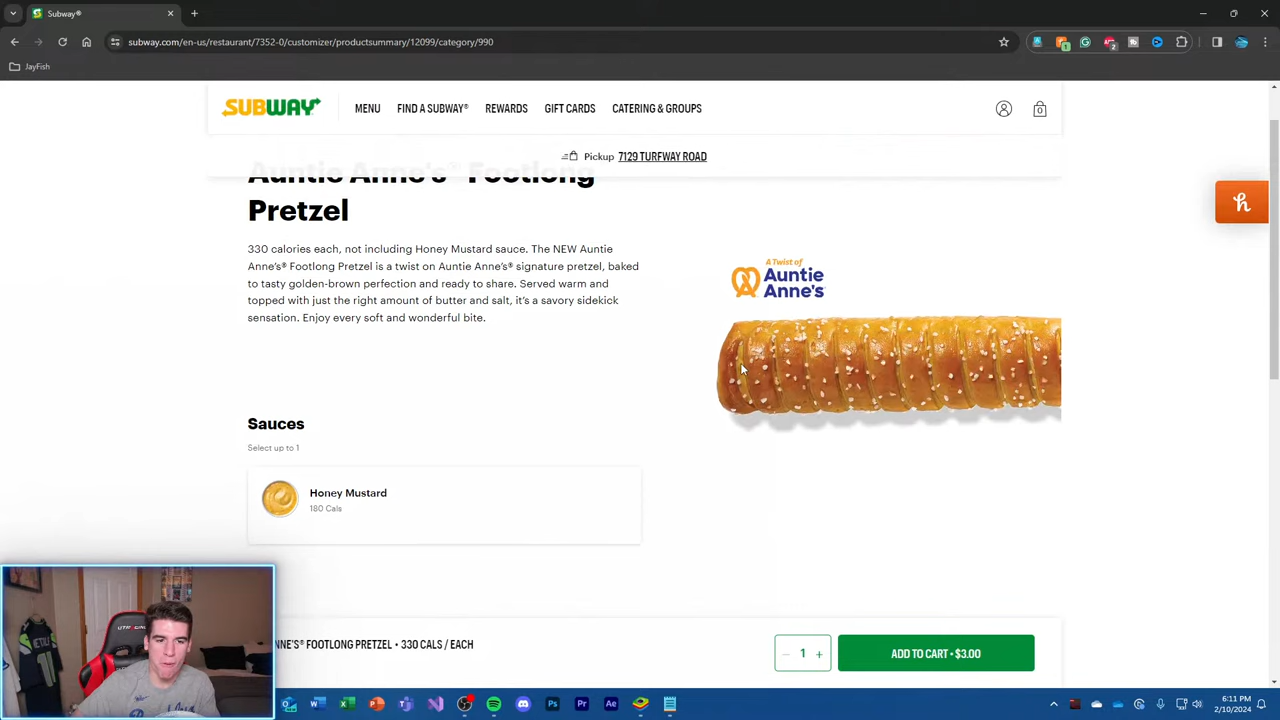 Subway®
subway.com/en-us/restaurant/7352-0/customizer/productsummary/12099/category/990
JayFish
SUBWAY
MENU
FIND A SUBWAY®
REWARDS
GIFT CARDS
CATERING & GROUPS
0
Pickup 7129 TURFWAY ROAD
Auntie Anne's® Footlong
Pretzel
330 calories each, not including Honey Mustard sauce. The NEW Auntie
Anne's® Footlong Pretzel is a twist on Auntie Anne's® signature pretzel, baked
to tasty golden-brown perfection and ready to share. Served warm and
topped with just the right amount of butter and salt, it's a savory sidekick
sensation. Enjoy every soft and wonderful bite.
A Twist of
Auntie
Anne's
Sauces
Select up to 1
Honey Mustard
180 Cals
NNE'S® FOOTLONG PRETZEL • 330 CALS / EACH
1
ADD TO CART • $3.00
6:11 PM
2/10/2024